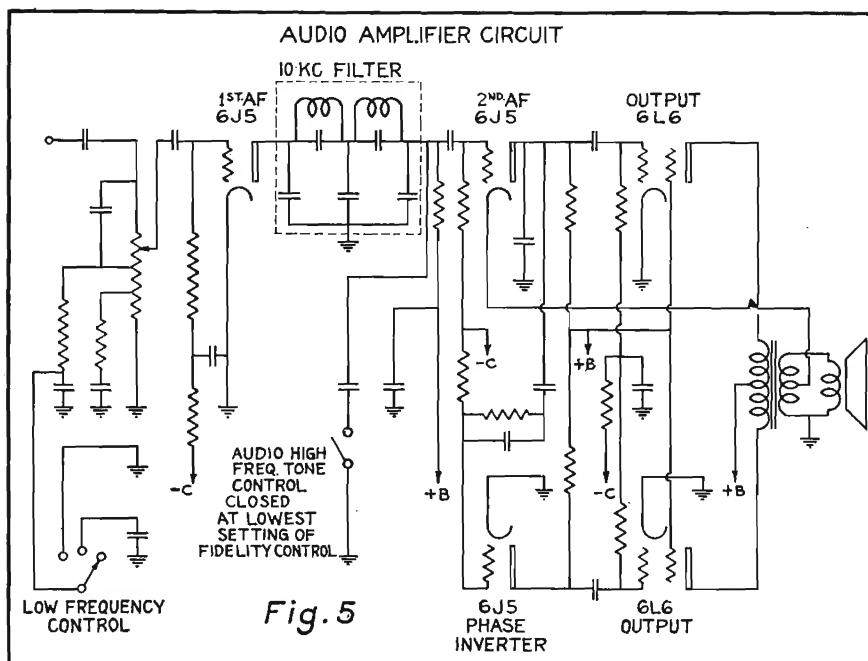 AUDIO AMPLIFIER CIRCUIT
10 KC FILTER
1ST. AF
6J5
2ND. AF
6J5
OUTPUT
6L6
-C
+B
-C
+B
-C
+B
AUDIO HIGH
FREQ. TONE
CONTROL
CLOSED
AT LOWEST
SETTING OF
FIDELITY CONTROL
LOW FREQUENCY
CONTROL
Fig. 5
6J5
PHASE
INVERTER
6L6
OUTPUT